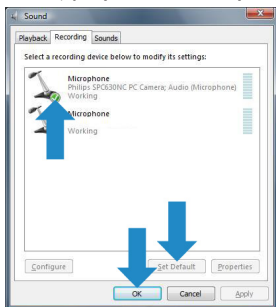 Sound
Playback Recording Sounds
Select a recording device below to modify its settings:
Microphone
Philips SPC630NC PC Camera; Audio (Microphone)
Working
Microphone
Working
Configure Set Default Properties
OK Cancel Apply